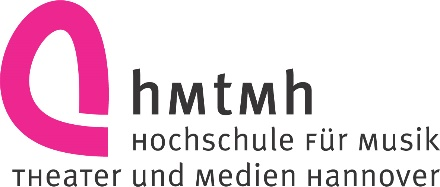 hmtmh
Hochschule für Musik
Theater und Medien Hannover